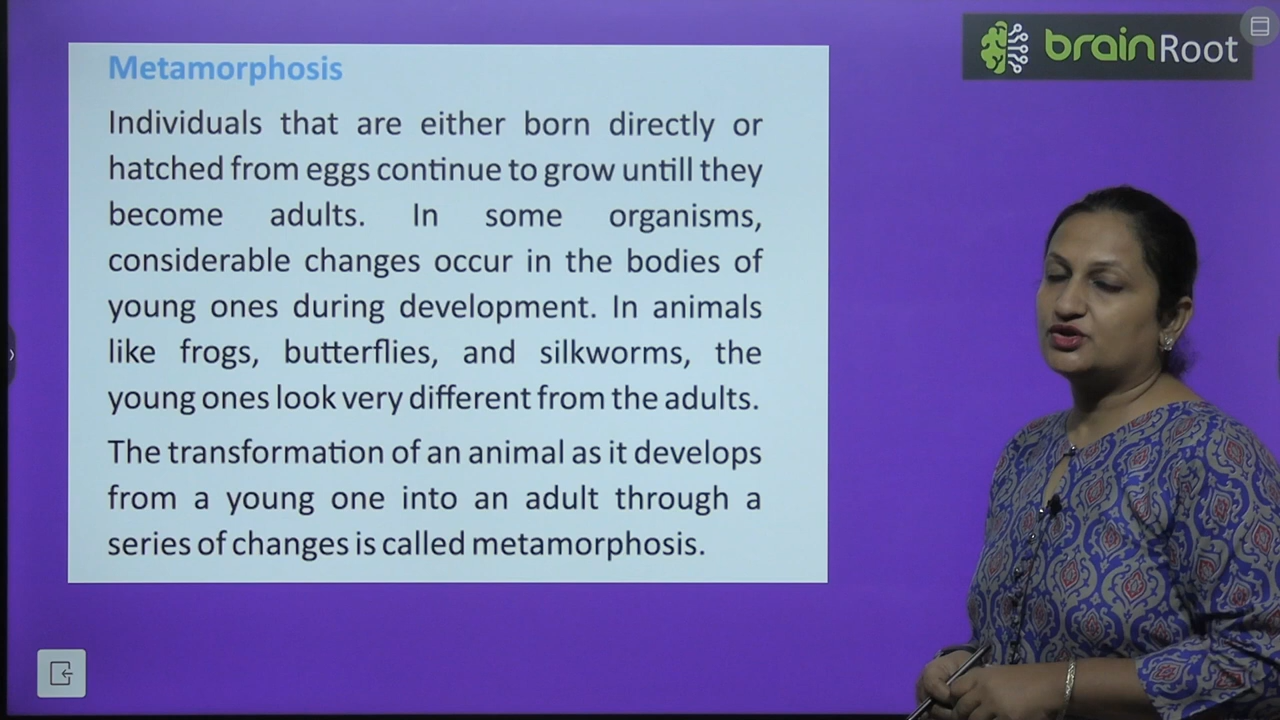 brainRoot
Metamorphosis
Individuals that are either born directly or
hatched from eggs continue to grow untill they
become adults. In some organisms,
considerable changes occur in the bodies of
young ones during development. In animals
like frogs, butterflies, and silkworms, the
young ones look very different from the adults.
The transformation of an animal as it develops
from a young one into an adult through a
series of changes is called metamorphosis.